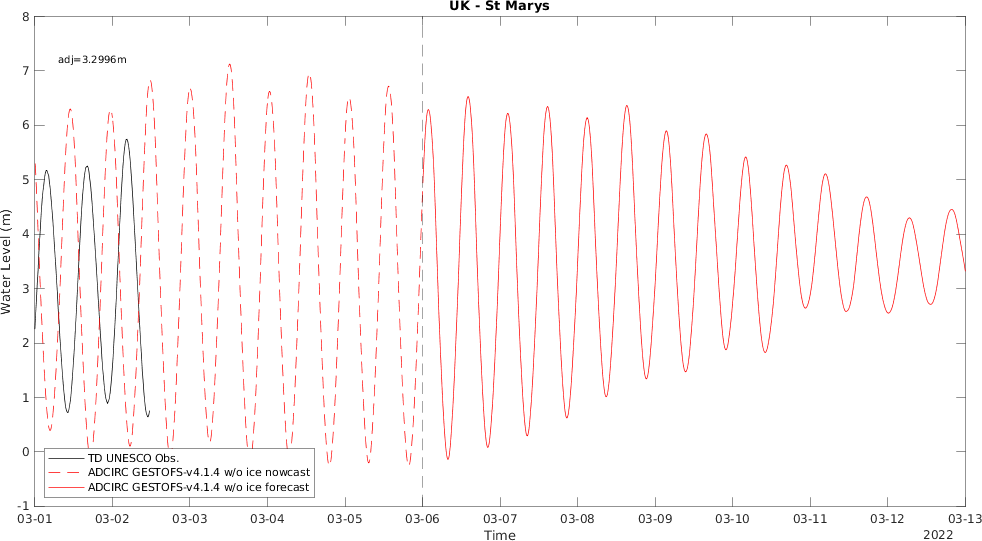 UK - St Marys
8
7
6
5
4
3
2
1
0
-1
Water Level (m)
adj=3.2996m
TD UNESCO Obs.
ADCIRC GESTOFS-v4.1.4 w/o ice nowcast
ADCIRC GESTOFS-v4.1.4 w/o ice forecast
03-01 03-02 03-03 03-04 03-05 03-06 03-07 03-08 03-09 03-10 03-11 03-12 03-13
Time
2022